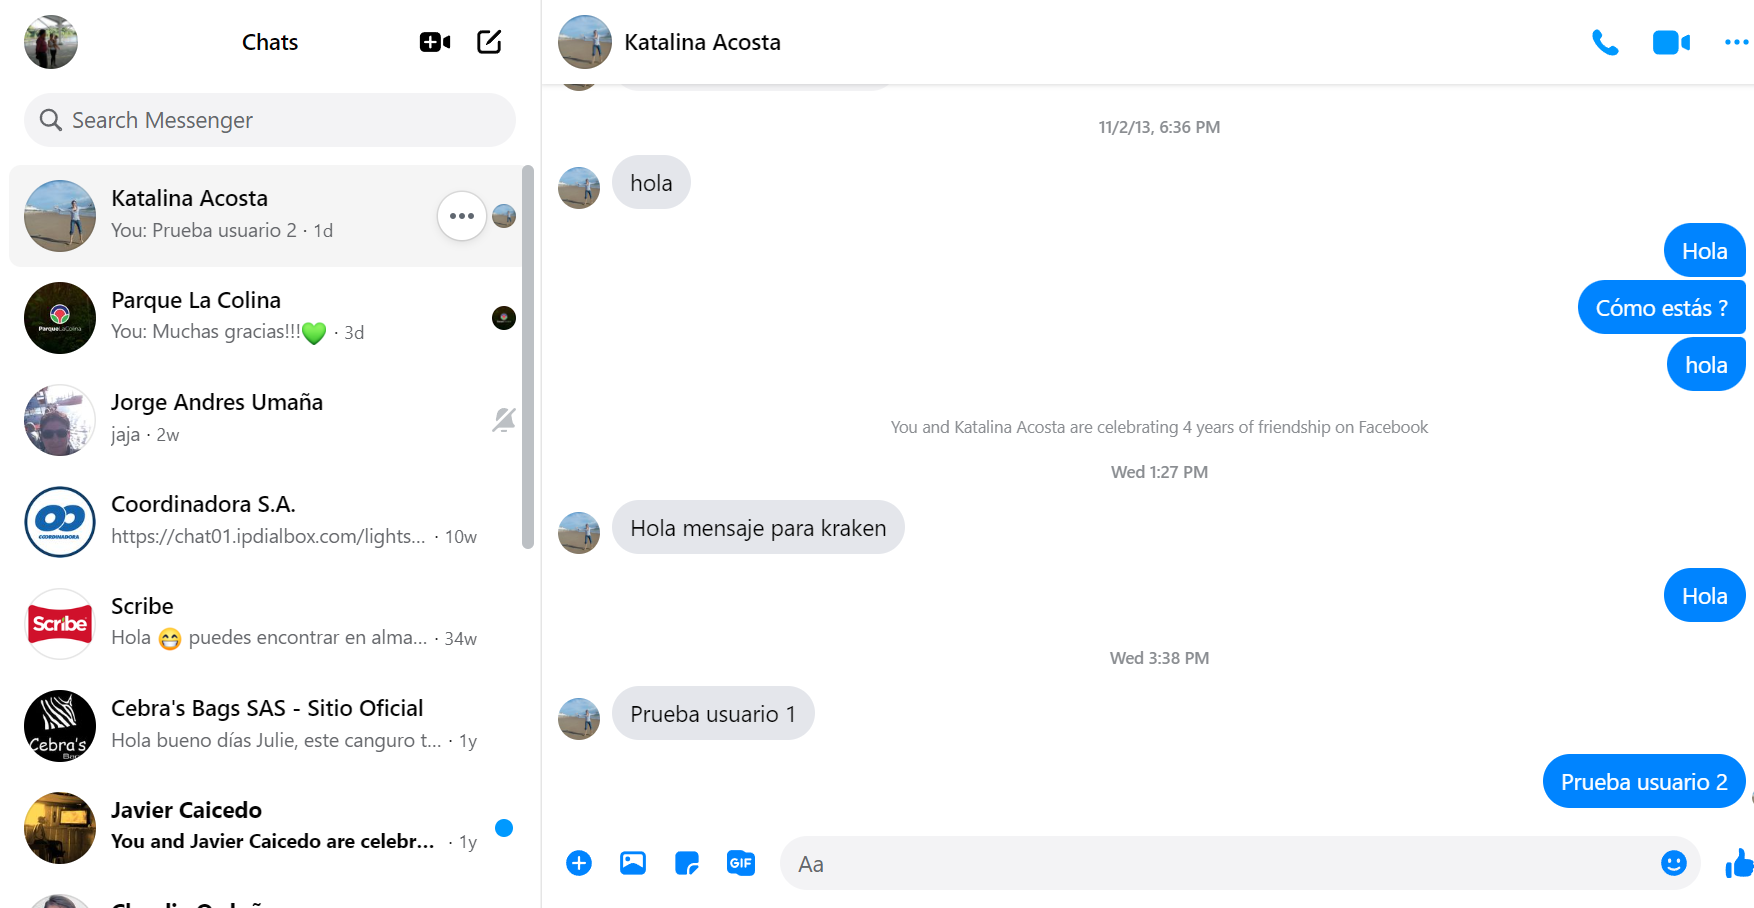 Chats
Search Messenger
Katalina Acosta
You: Prueba usuario 2 · 1d
Parque La Colina
You: Muchas gracias!!!💚 · 3d
Jorge Andres Umaña
jaja · 2w
Coordinadora S.A.
https://chat01.ipdialbox.com/lights... · 10w
Scribe
Hola 😁 puedes encontrar en alma... · 34w
Cebra's Bags SAS - Sitio Oficial
Hola bueno días Julie, este canguro t... · 1y
Javier Caicedo
You and Javier Caicedo are celebr... · 1y
ParqueLaColina
COORDINADORA
Scribe
Cebra's
Katalina Acosta
11/2/13, 6:36 PM
hola
Hola
Cómo estás ?
hola
You and Katalina Acosta are celebrating 4 years of friendship on Facebook
Wed 1:27 PM
Hola mensaje para kraken
Hola
Wed 3:38 PM
Prueba usuario 1
Prueba usuario 2
GIF
Aa